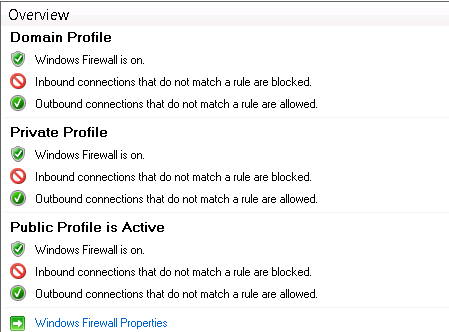 Overview
Domain Profile
Windows Firewall is on.
Inbound connections that do not match a rule are blocked.
Outbound connections that do not match a rule are allowed.
Private Profile
Windows Firewall is on.
Inbound connections that do not match a rule are blocked.
Outbound connections that do not match a rule are allowed.
Public Profile is Active
Windows Firewall is on.
Inbound connections that do not match a rule are blocked.
Outbound connections that do not match a rule are allowed.
Windows Firewall Properties